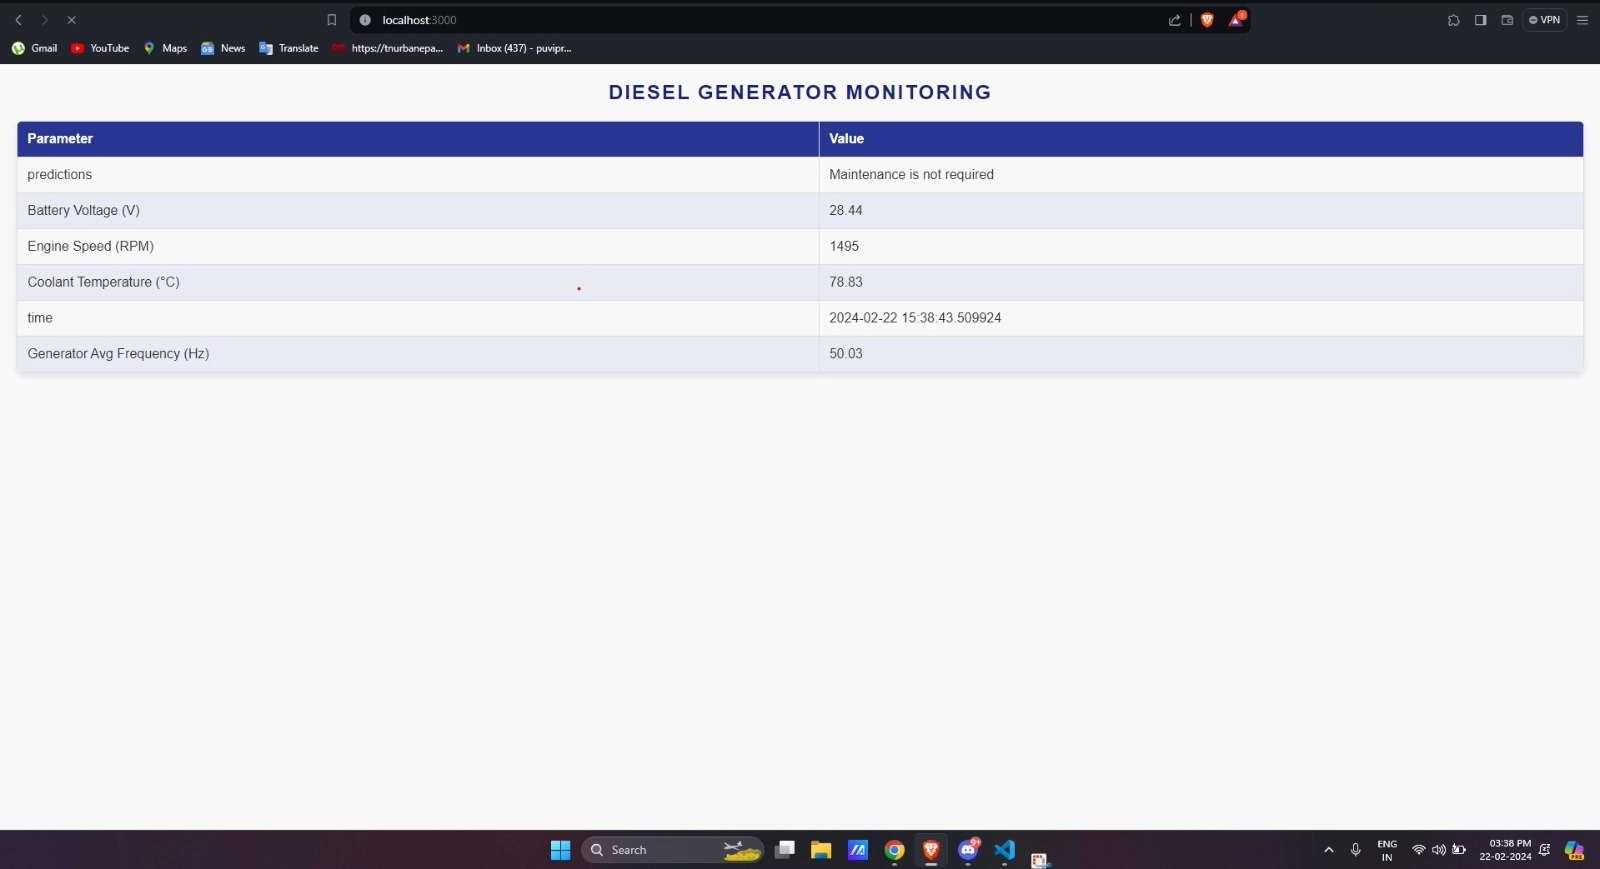 localhost:3000
VPN
Gmail YouTube Maps News Translate https://tnurbanepa... Inbox (437) - puvipr...
DIESEL GENERATOR MONITORING
Parameter Value
predictions Maintenance is not required
Battery Voltage (V) 28.44
Engine Speed (RPM) 1495
Coolant Temperature (°C) 78.83
time 2024-02-22 15:38:43.509924
Generator Avg Frequency (Hz) 50.03
Search
ENG
IN
03:38 PM
22-02-2024